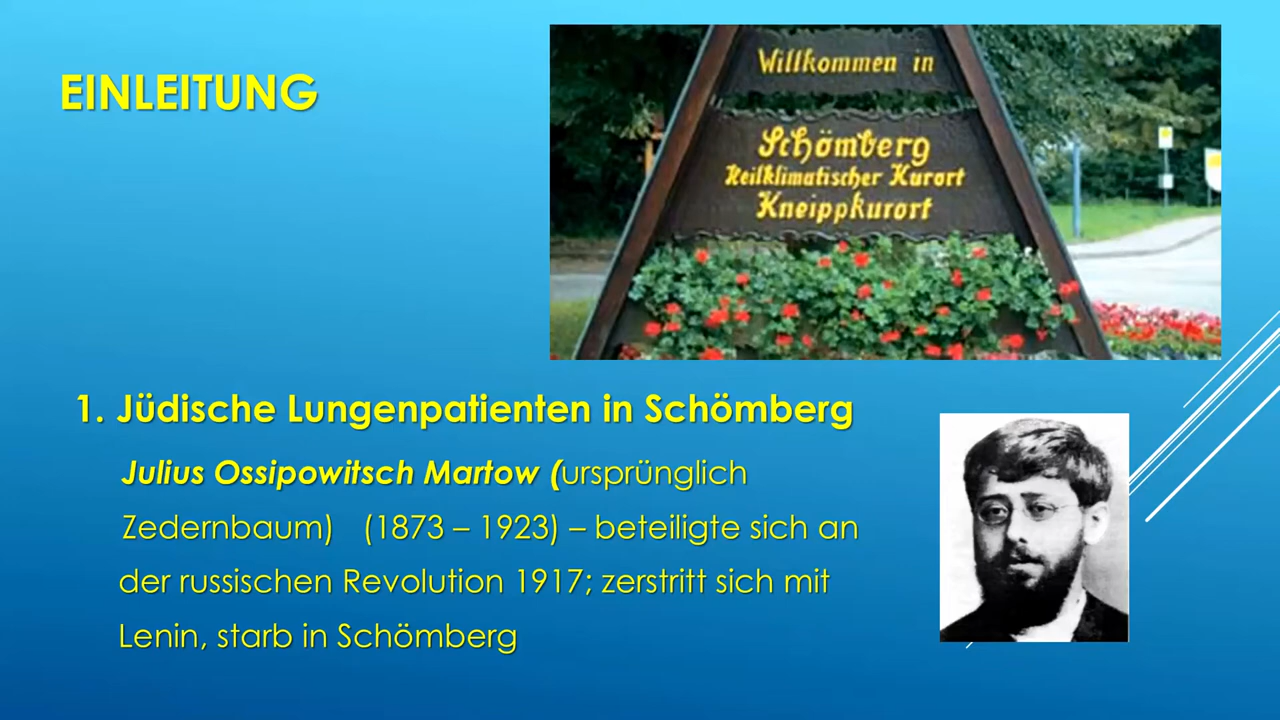 EINLEITUNG
Willkommen in
Schömberg
Heilklimatischer Kurort
Kneippkurort
1. Jüdische Lungenpatienten in Schömberg
Julius Ossipowitsch Martow (ursprünglich
Zedernbaum) (1873 – 1923) – beteiligte sich an
der russischen Revolution 1917; zerstritt sich mit
Lenin, starb in Schömberg